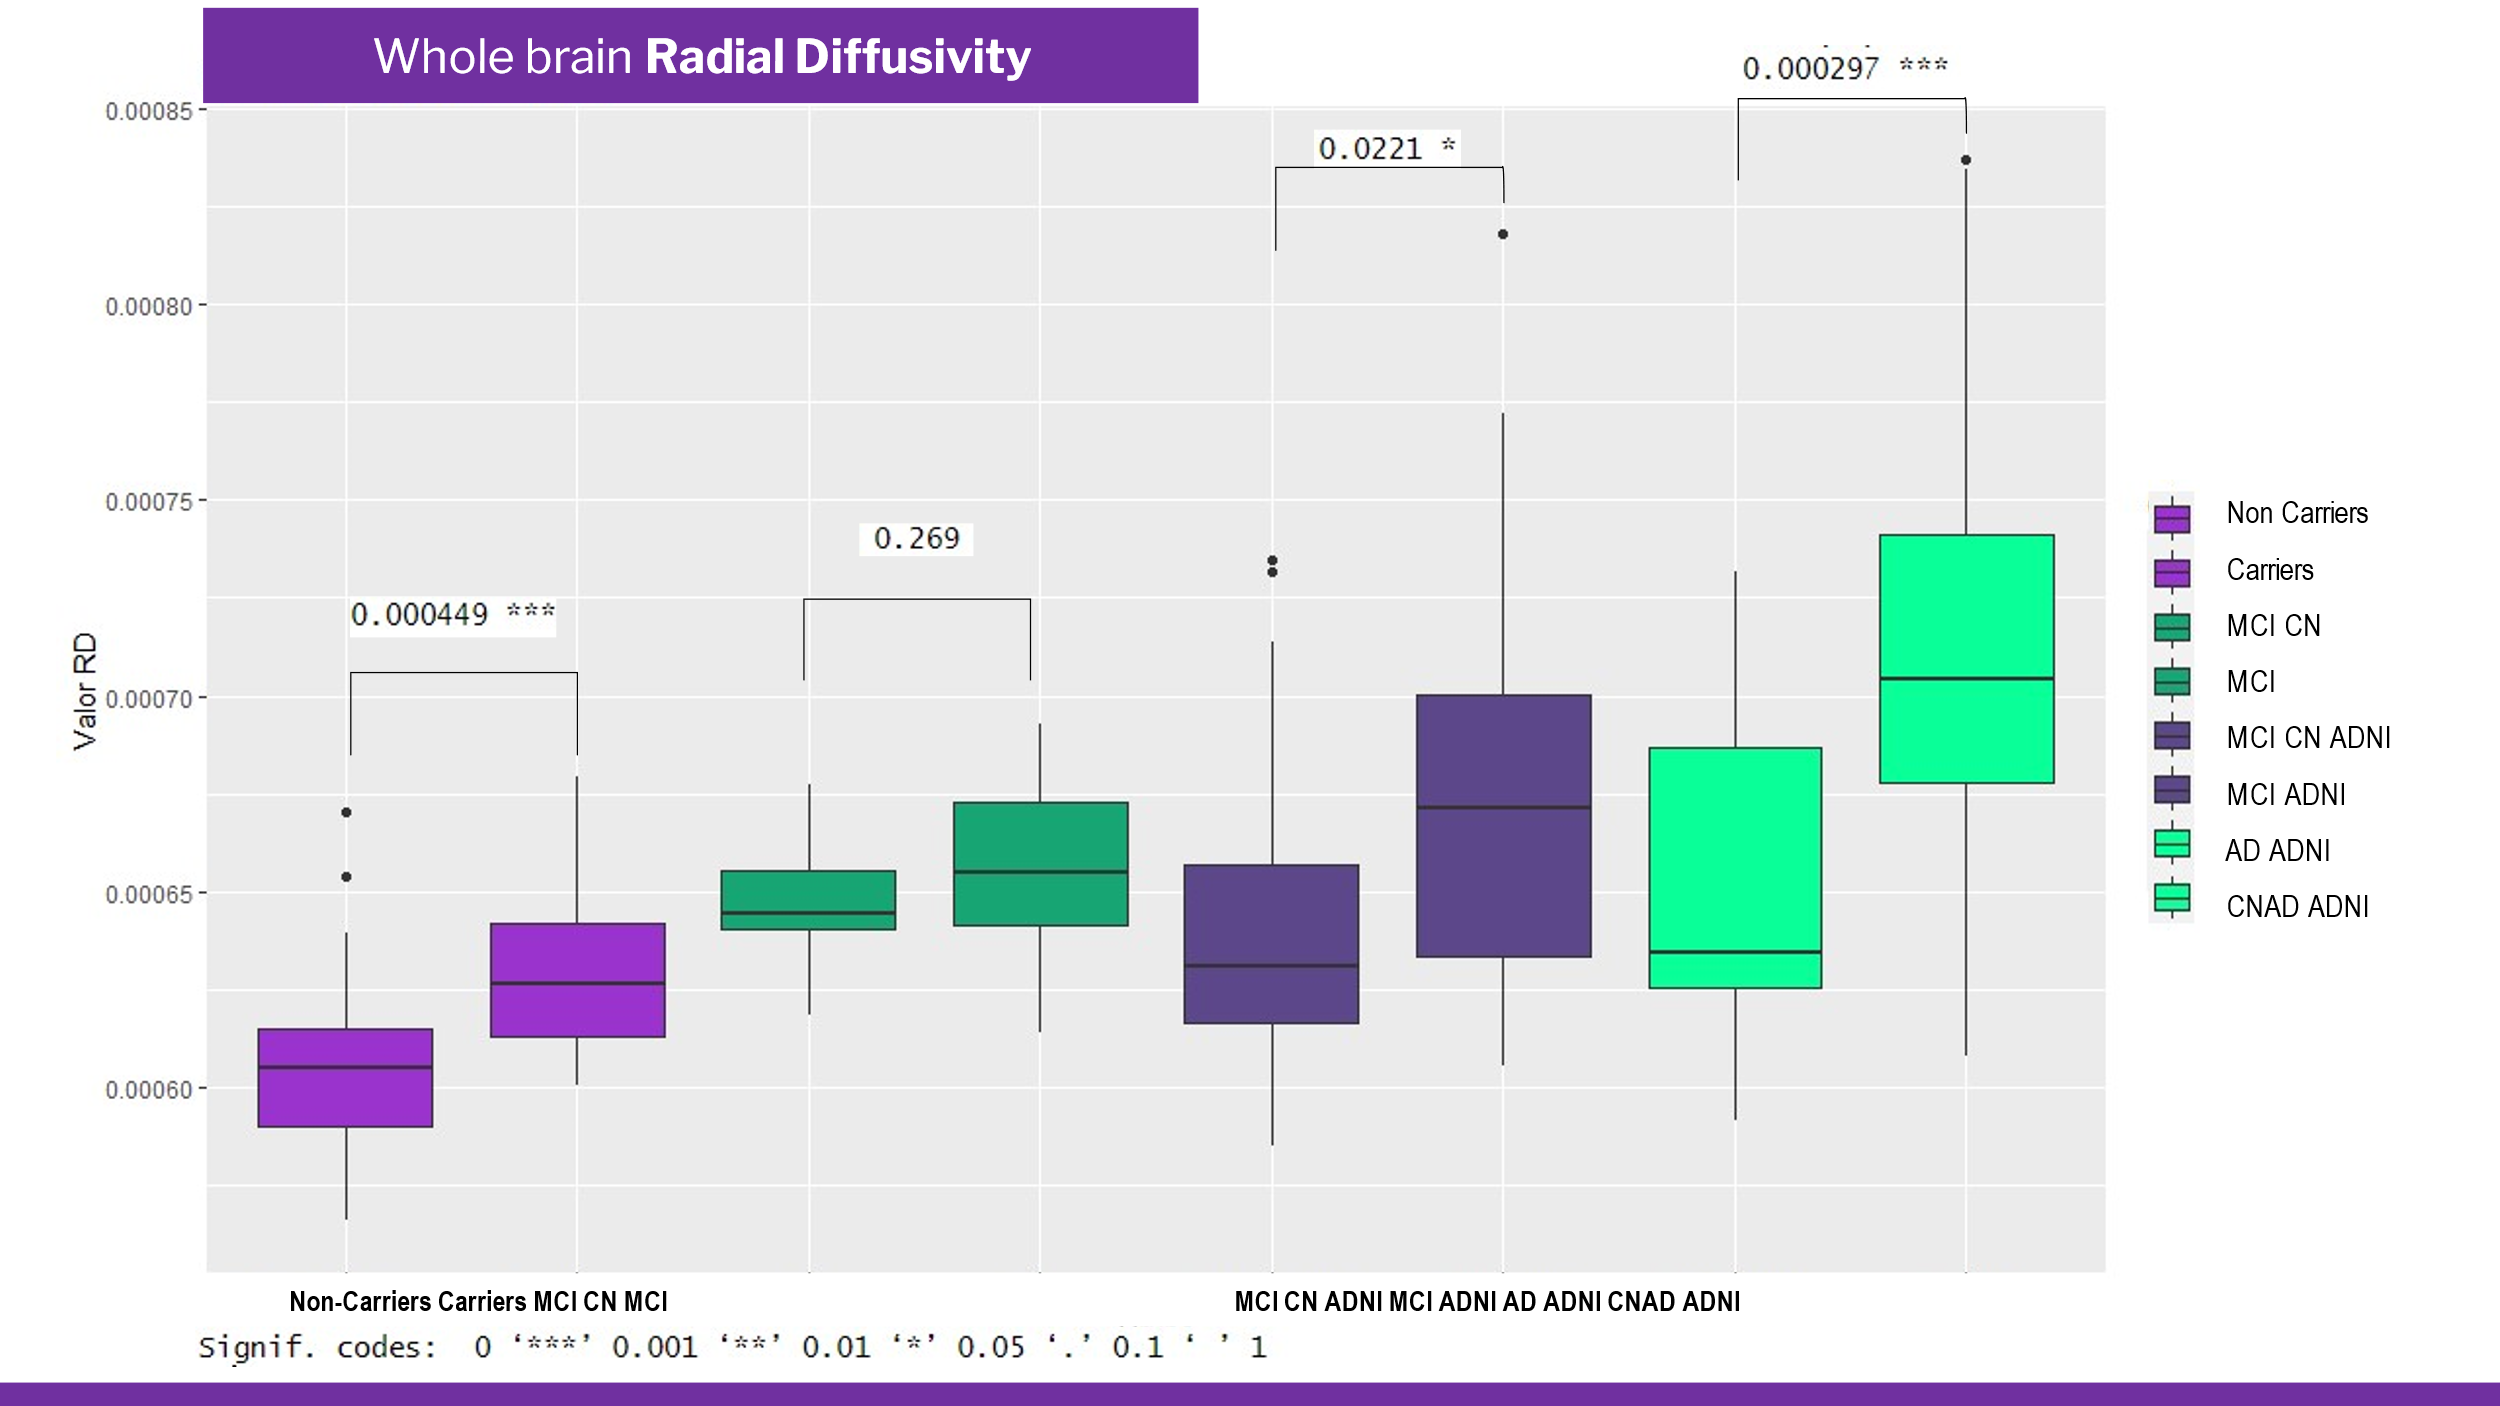 Whole brain Radial Diffusivity
0.000297 ***
0.00085
0.0221 *
0.00080
0.00075
0.269
0.000449 ***
Valor RD
0.00070
0.00065
0.00060
Non Carriers
Carriers
MCI CN
MCI
MCI CN ADNI
MCI ADNI
AD ADNI
CNAD ADNI
Non-Carriers Carriers MCI CN MCI
MCI CN ADNI MCI ADNI AD ADNI CNAD ADNI
Signif. codes:  0 ‘***’ 0.001 ‘**’ 0.01 ‘*’ 0.05 ‘.’ 0.1 ‘ ’ 1